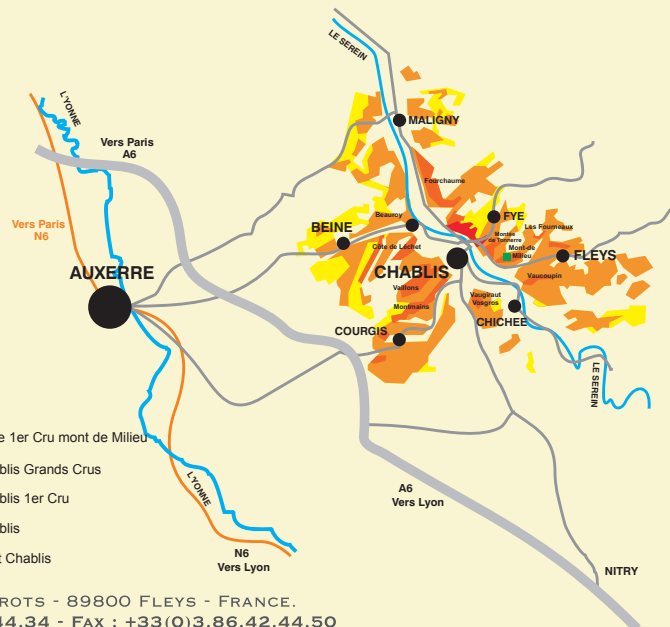 LE SEREIN
L'YONNE
MALIGNY
Vers Paris
A6
Fourchaume
Vers Paris
N6
Beauroy
FYE
BEINE
Les Fourneaux
Montée
de Tonnerre
Côte de Léchet
Mont-de
Milieu
FLEYS
AUXERRE
CHABLIS
Vaucoupin
Vaillons
Vaugiraut
Vosgros
Montmains
CHICHEE
COURGIS
LE SEREIN
e 1er Cru mont de Milieu
blis Grands Crus
L'YONNE
A6
Vers Lyon
blis 1er Cru
blis
N6
Vers Lyon
t Chablis
NITRY
ROTS - 89800 FLEYS - FRANCE.
44.34 - FAX : +33(0)3.86.42.44.50